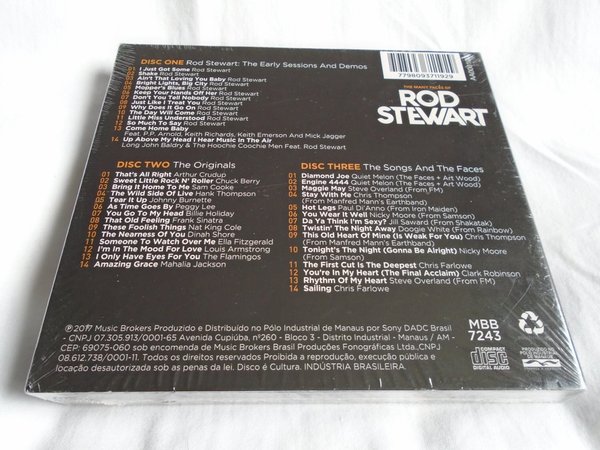 DISC ONE Rod Stewart: The Early Sessions And Demos
01 I Just Got Some Rod Stewart
02 Shake Rod Stewart
03 Ain't That Loving You Baby Rod Stewart
04 Bright Lights, Big City Rod Stewart
05 Mopper's Blues Rod Stewart
06 Keep Your Hands Off Her Rod Stewart
07 Don't You Tell Nobody Rod Stewart
08 Just Like I Treat You Rod Stewart
09 Why Does It Go On Rod Stewart
10 The Day Will Come Rod Stewart
11 Little Miss Understood Rod Stewart
12 So Much To Say Rod Stewart
13 Come Home Baby
Feat. P.P. Arnold, Keith Richards, Keith Emerson And Mick Jagger
14 Up Above My Head I Hear Music In The Air
Long John Baldry & The Hoochie Coochie Men Feat. Rod Stewart
7798093711929
THE MANY FACES OF
ROD
STEWART
DISC TWO The Originals
01 That's All Right Arthur Crudup
02 Sweet Little Rock N' Roller Chuck Berry
03 Bring It Home To Me Sam Cooke
04 The Wild Side Of Live Hank Thompson
05 Tear It Up Johnny Burnette
06 As Time Goes By Peggy Lee
07 You Go To My Head Billie Holiday
08 That Old Feeling Frank Sinatra
09 These Foolish Things Nat King Cole
10 The Nearness Of You Dinah Shore
11 Someone To Watch Over Me Ella Fitzgerald
12 I'm In The Mood For Love Louis Armstrong
13 I Only Have Eyes For You The Flamingos
14 Amazing Grace Mahalia Jackson
DISC THREE The Songs And The Faces
01 Diamond Joe Quiet Melon (The Faces + Art Wood)
02 Engine 4444 Quiet Melon (The Faces + Art Wood)
03 Maggie May Steve Overland (From FM)
04 Stay With Me Chris Thompson
(From Manfred Mann's Earthband)
05 Hot Legs Paul Di'Anno (From Iron Maiden)
06 You Wear It Well Nicky Moore (From Samson)
07 Da Ya Think I'm Sexy? Jill Saward (From Shakatak)
08 Twistin' The Night Away Doogie White (From Rainbow)
09 This Old Heart Of Mine (Is Weak For You) Chris Thompson
(From Manfred Mann's Earthband)
10 Tonight's The Night (Gonna Be Alright) Nicky Moore
(From Samson)
11 The First Cut Is The Deepest Chris Farlowe
12 You're In My Heart (The Final Acclaim) Clark Robinson
13 Rhythm Of My Heart Steve Overland (From FM)
14 Sailing Chris Farlowe
℗2017 Music Brokers Produzido e Distribuído no Pólo Industrial de Manaus por Sony DADC Brasil
- CNPJ 07.305.913/0001-65 Avenida Cupiúba, nº260 - Bloco 3 - Distrito Industrial - Manaus / AM -
CEP: 69075-060 sob encomenda de Music Brokers Brasil Produções Fonográficas Ltda.,CNPJ
08.612.738/0001-11. Todos os direitos reservados Proibida a reprodução, execução pública e
locação desautorizada sob as penas da lei. Disco é Cultura. INDÚSTRIA BRASILEIRA.
MBB
7243
COMPACT
disc
DIGITAL AUDIO